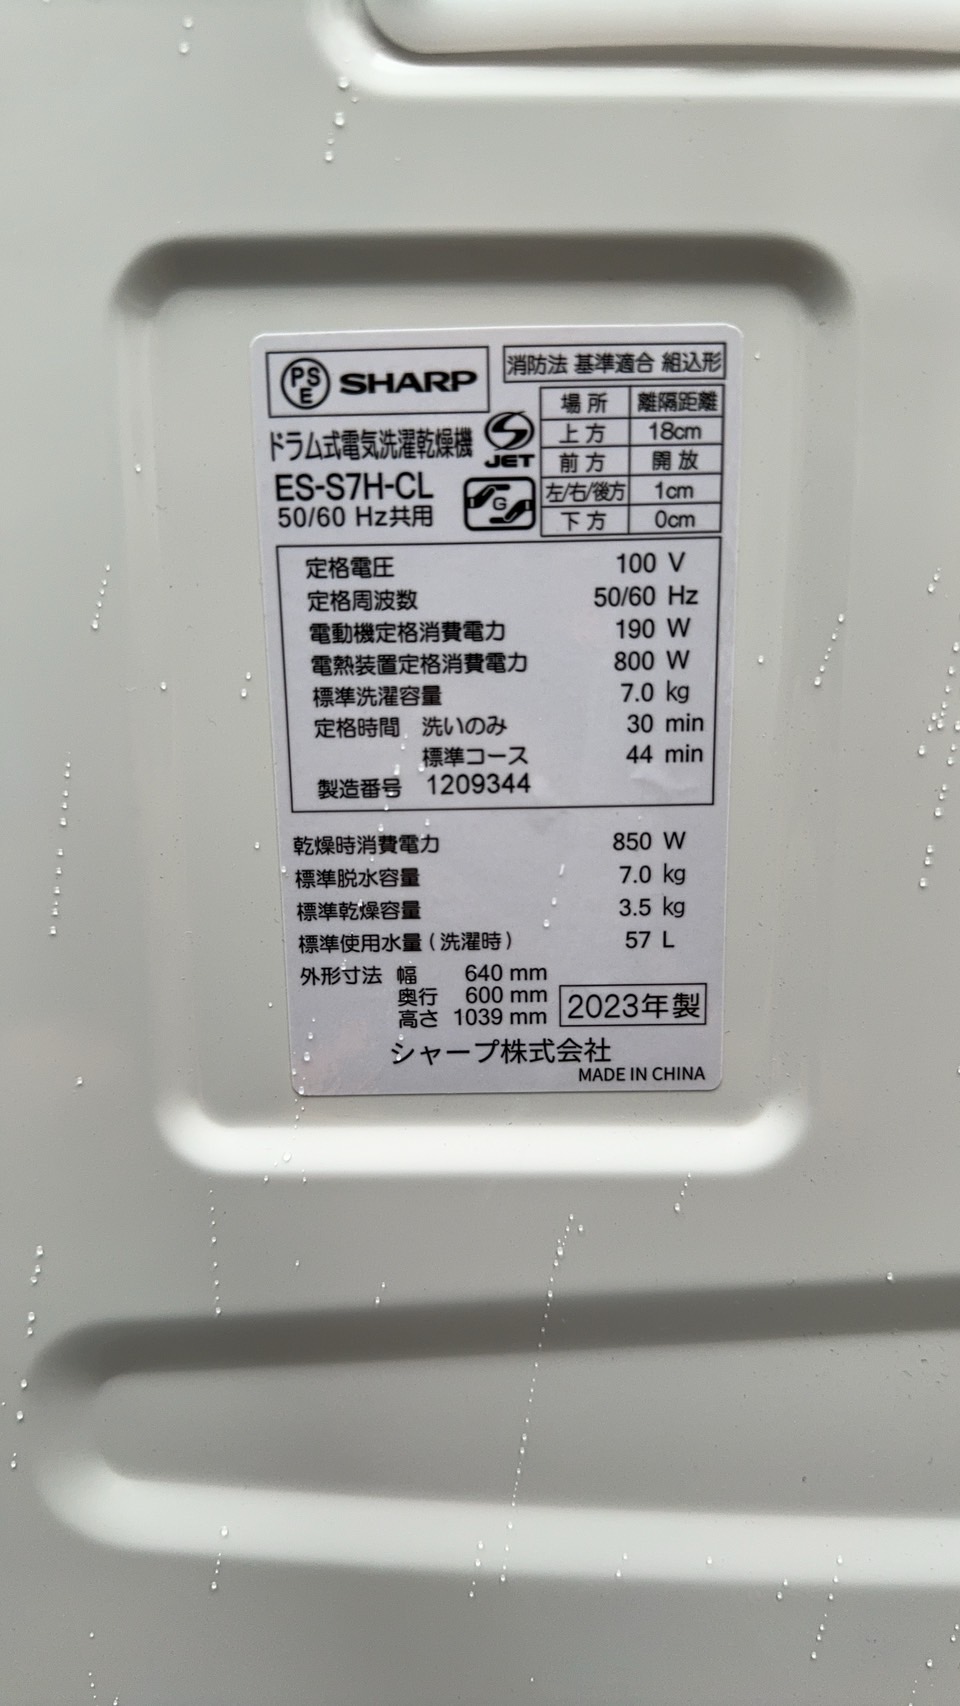 PSE SHARP
消防法 基準適合 組込形
場所 離隔距離
上方 18cm
前方 開放
左/右/後方 1cm
下方 0cm
ドラム式電気洗濯乾燥機
JET
ES-S7H-CL
G
50/60 Hz共用
定格電圧 100 V
定格周波数 50/60 Hz
電動機定格消費電力 190 W
電熱装置定格消費電力 800 W
標準洗濯容量 7.0 kg
定格時間 洗いのみ 30 min
標準コース 44 min
製造番号 1209344
乾燥時消費電力 850 W
標準脱水容量 7.0 kg
標準乾燥容量 3.5 kg
標準使用水量(洗濯時) 57 L
外形寸法 幅 640 mm
奥行 600 mm
高さ 1039 mm
2023年製
シャープ株式会社
MADE IN CHINA